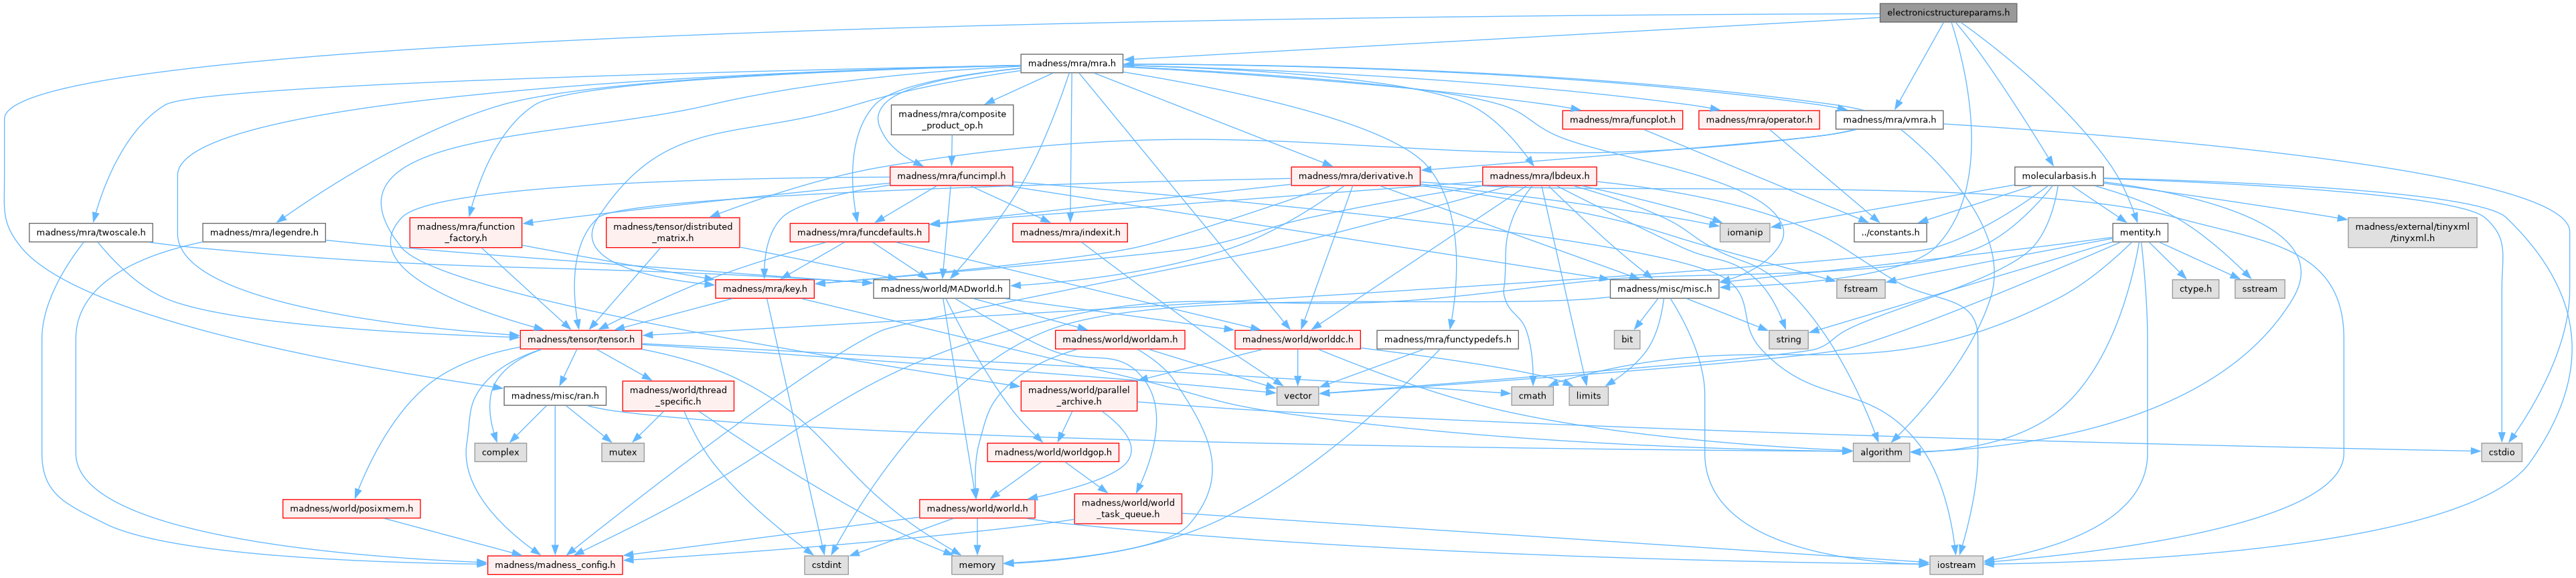 electronicstructureparams.h
madness/mra/mra.h
madness/mra/composite
_product_op.h
madness/mra/funcplot.h
madness/mra/operator.h
madness/mra/vmra.h
madness/mra/funcimpl.h
madness/mra/derivative.h
madness/mra/lbdeux.h
molecularbasis.h
madness/mra/twoscale.h
madness/mra/legendre.h
madness/mra/function
_factory.h
madness/tensor/distributed
_matrix.h
madness/mra/funcdefaults.h
madness/mra/indexit.h
iomanip
../constants.h
mentity.h
madness/external/tinyxml
/tinyxml.h
madness/mra/key.h
madness/world/MADworld.h
madness/misc/misc.h
fstream
ctype.h
sstream
madness/tensor/tensor.h
madness/world/worldam.h
madness/world/worlddc.h
madness/mra/functypedefs.h
bit
string
madness/misc/ran.h
madness/world/thread
_specific.h
madness/world/parallel
_archive.h
vector
cmath
limits
complex
mutex
madness/world/worldgop.h
algorithm
cstdio
madness/world/posixmem.h
madness/world/world.h
madness/world/world
_task_queue.h
madness/madness_config.h
cstdint
memory
iostream